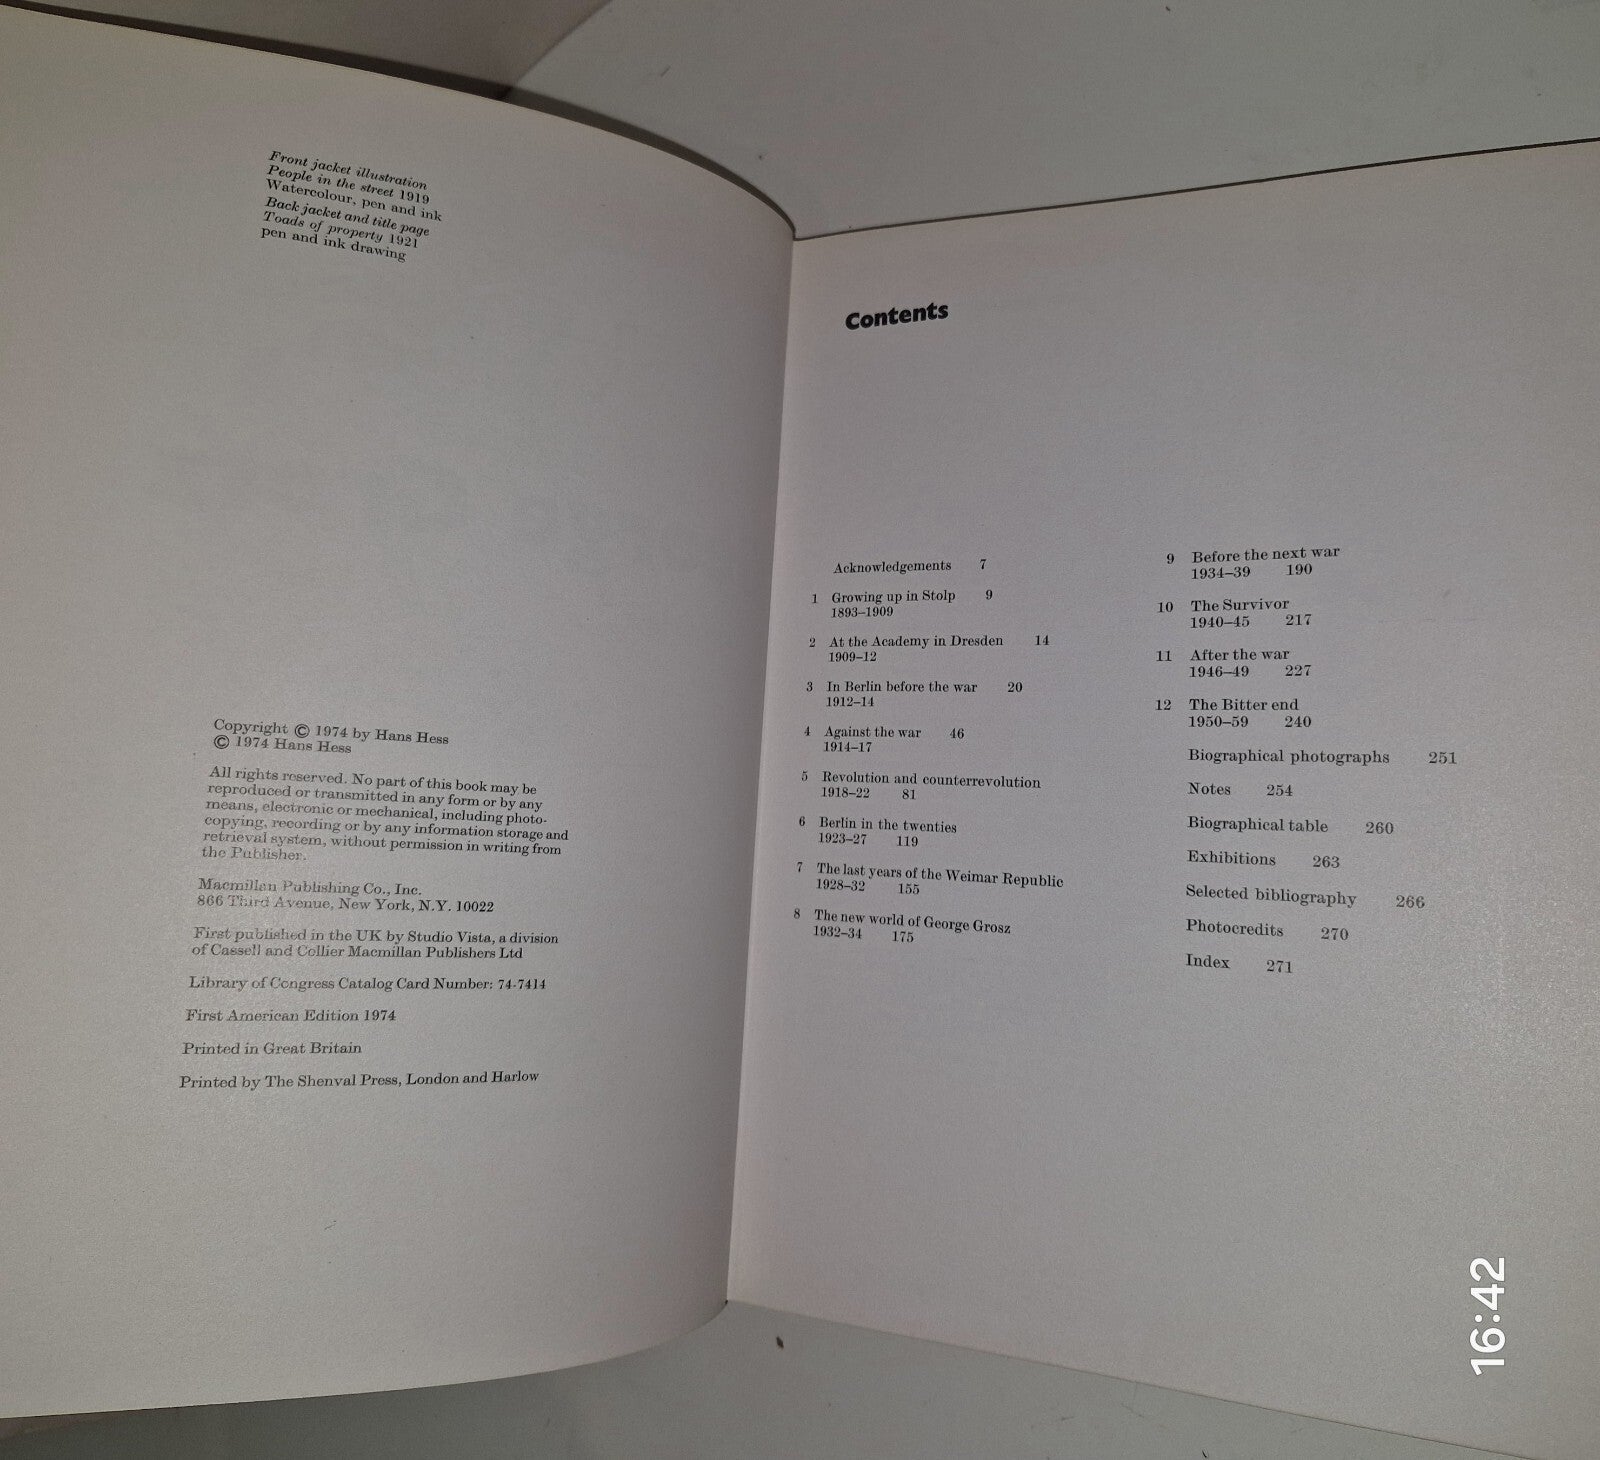 Front jacket illustration
People in the street 1919
Watercolour, pen and ink
Back jacket and title page
Toads of property 1921
pen and ink drawing
Copyright © 1974 by Hans Hess
© 1974 Hans Hess
All rights reserved. No part of this book may be
reproduced or transmitted in any form or by any
means, electronic or mechanical, including photo-
copying, recording or by any information storage and
retrieval system, without permission in writing from
the Publisher.
Macmillan Publishing Co., Inc.
866 Third Avenue, New York, N.Y. 10022
First published in the UK by Studio Vista, a division
of Cassell and Collier Macmillan Publishers Ltd
Library of Congress Catalog Card Number: 74-7414
First American Edition 1974
Printed in Great Britain
Printed by The Shenval Press, London and Harlow
Contents
Acknowledgements 7
1 Growing up in Stolp 9
1893–1909
2 At the Academy in Dresden 14
1909–12
3 In Berlin before the war 20
1912–14
4 Against the war 46
1914–17
5 Revolution and counterrevolution
1918–22 81
6 Berlin in the twenties
1923–27 119
7 The last years of the Weimar Republic
1928–32 155
8 The new world of George Grosz
1932–34 175
9 Before the next war
1934–39 190
10 The Survivor
1940–45 217
11 After the war
1946–49 227
12 The Bitter end
1950–59 240
Biographical photographs 251
Notes 254
Biographical table 260
Exhibitions 263
Selected bibliography 266
Photocredits 270
Index 271
16:42